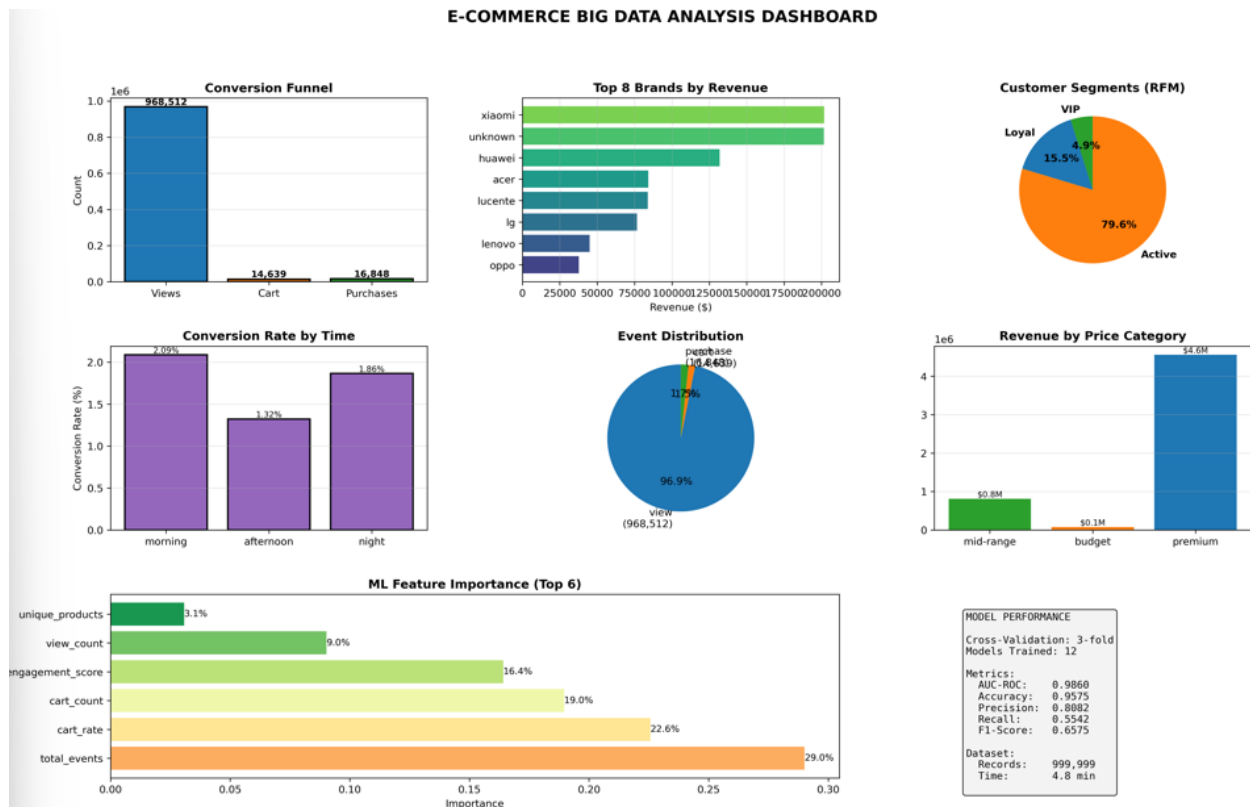 E-COMMERCE BIG DATA ANALYSIS DASHBOARD
Conversion Funnel
1e6
1.0
0.8
0.6
0.4
0.2
0.0
Count
968,512
14,639
16,848
Views Cart Purchases
Top 8 Brands by Revenue
xiaomi
unknown
huawei
acer
lucente
lg
lenovo
oppo
0 25000 50000 75000 100000 125000 150000 175000 200000
Revenue ($)
Customer Segments (RFM)
VIP
Loyal
4.9%
15.5%
79.6%
Active
Conversion Rate by Time
2.0
1.5
1.0
0.5
0.0
Conversion Rate (%)
2.09%
1.32%
1.86%
morning afternoon night
Event Distribution
purchase
96.9%
view
(968,512)
Revenue by Price Category
1e6
4
3
2
1
0
$0.8M
$0.1M
$4.6M
mid-range budget premium
ML Feature Importance (Top 6)
unique_products 3.1%
view_count 9.0%
engagement_score 16.4%
cart_count 19.0%
cart_rate 22.6%
total_events 29.0%
0.00 0.05 0.10 0.15 0.20 0.25 0.30
Importance
MODEL PERFORMANCE
Cross-Validation: 3-fold
Models Trained: 12
Metrics:
AUC-ROC: 0.9860
Accuracy: 0.9575
Precision: 0.8082
Recall: 0.5542
F1-Score: 0.6575
Dataset:
Records: 999,999
Time: 4.8 min